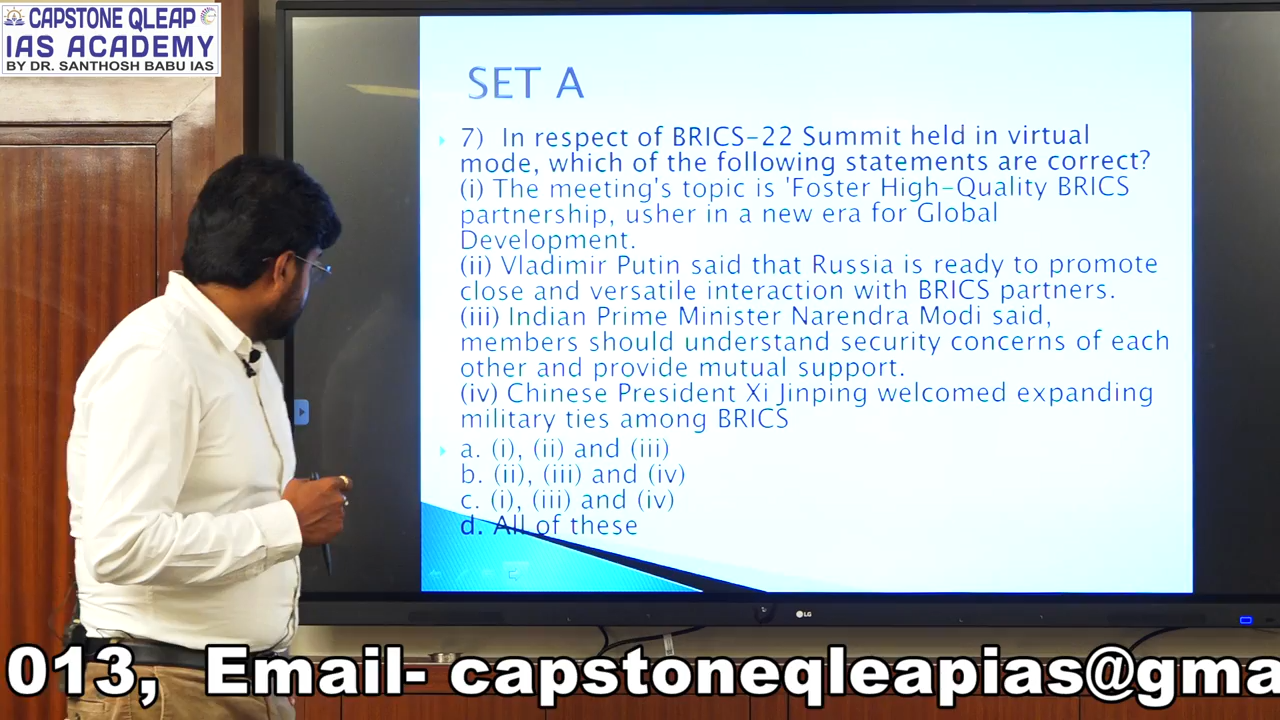 CAPSTONE QLEAP
IAS ACADEMY
BY DR. SANTHOSH BABU IAS
SET A
7) In respect of BRICS-22 Summit held in virtual
mode, which of the following statements are correct?
(i) The meeting's topic is 'Foster High-Quality BRICS
partnership, usher in a new era for Global
Development.
(ii) Vladimir Putin said that Russia is ready to promote
close and versatile interaction with BRICS partners.
(iii) Indian Prime Minister Narendra Modi said,
members should understand security concerns of each
other and provide mutual support.
(iv) Chinese President Xi Jinping welcomed expanding
military ties among BRICS
a. (i), (ii) and (iii)
b. (ii), (iii) and (iv)
c. (i), (iii) and (iv)
d. All of these
LG
013, Email- capstoneqleapias@gma